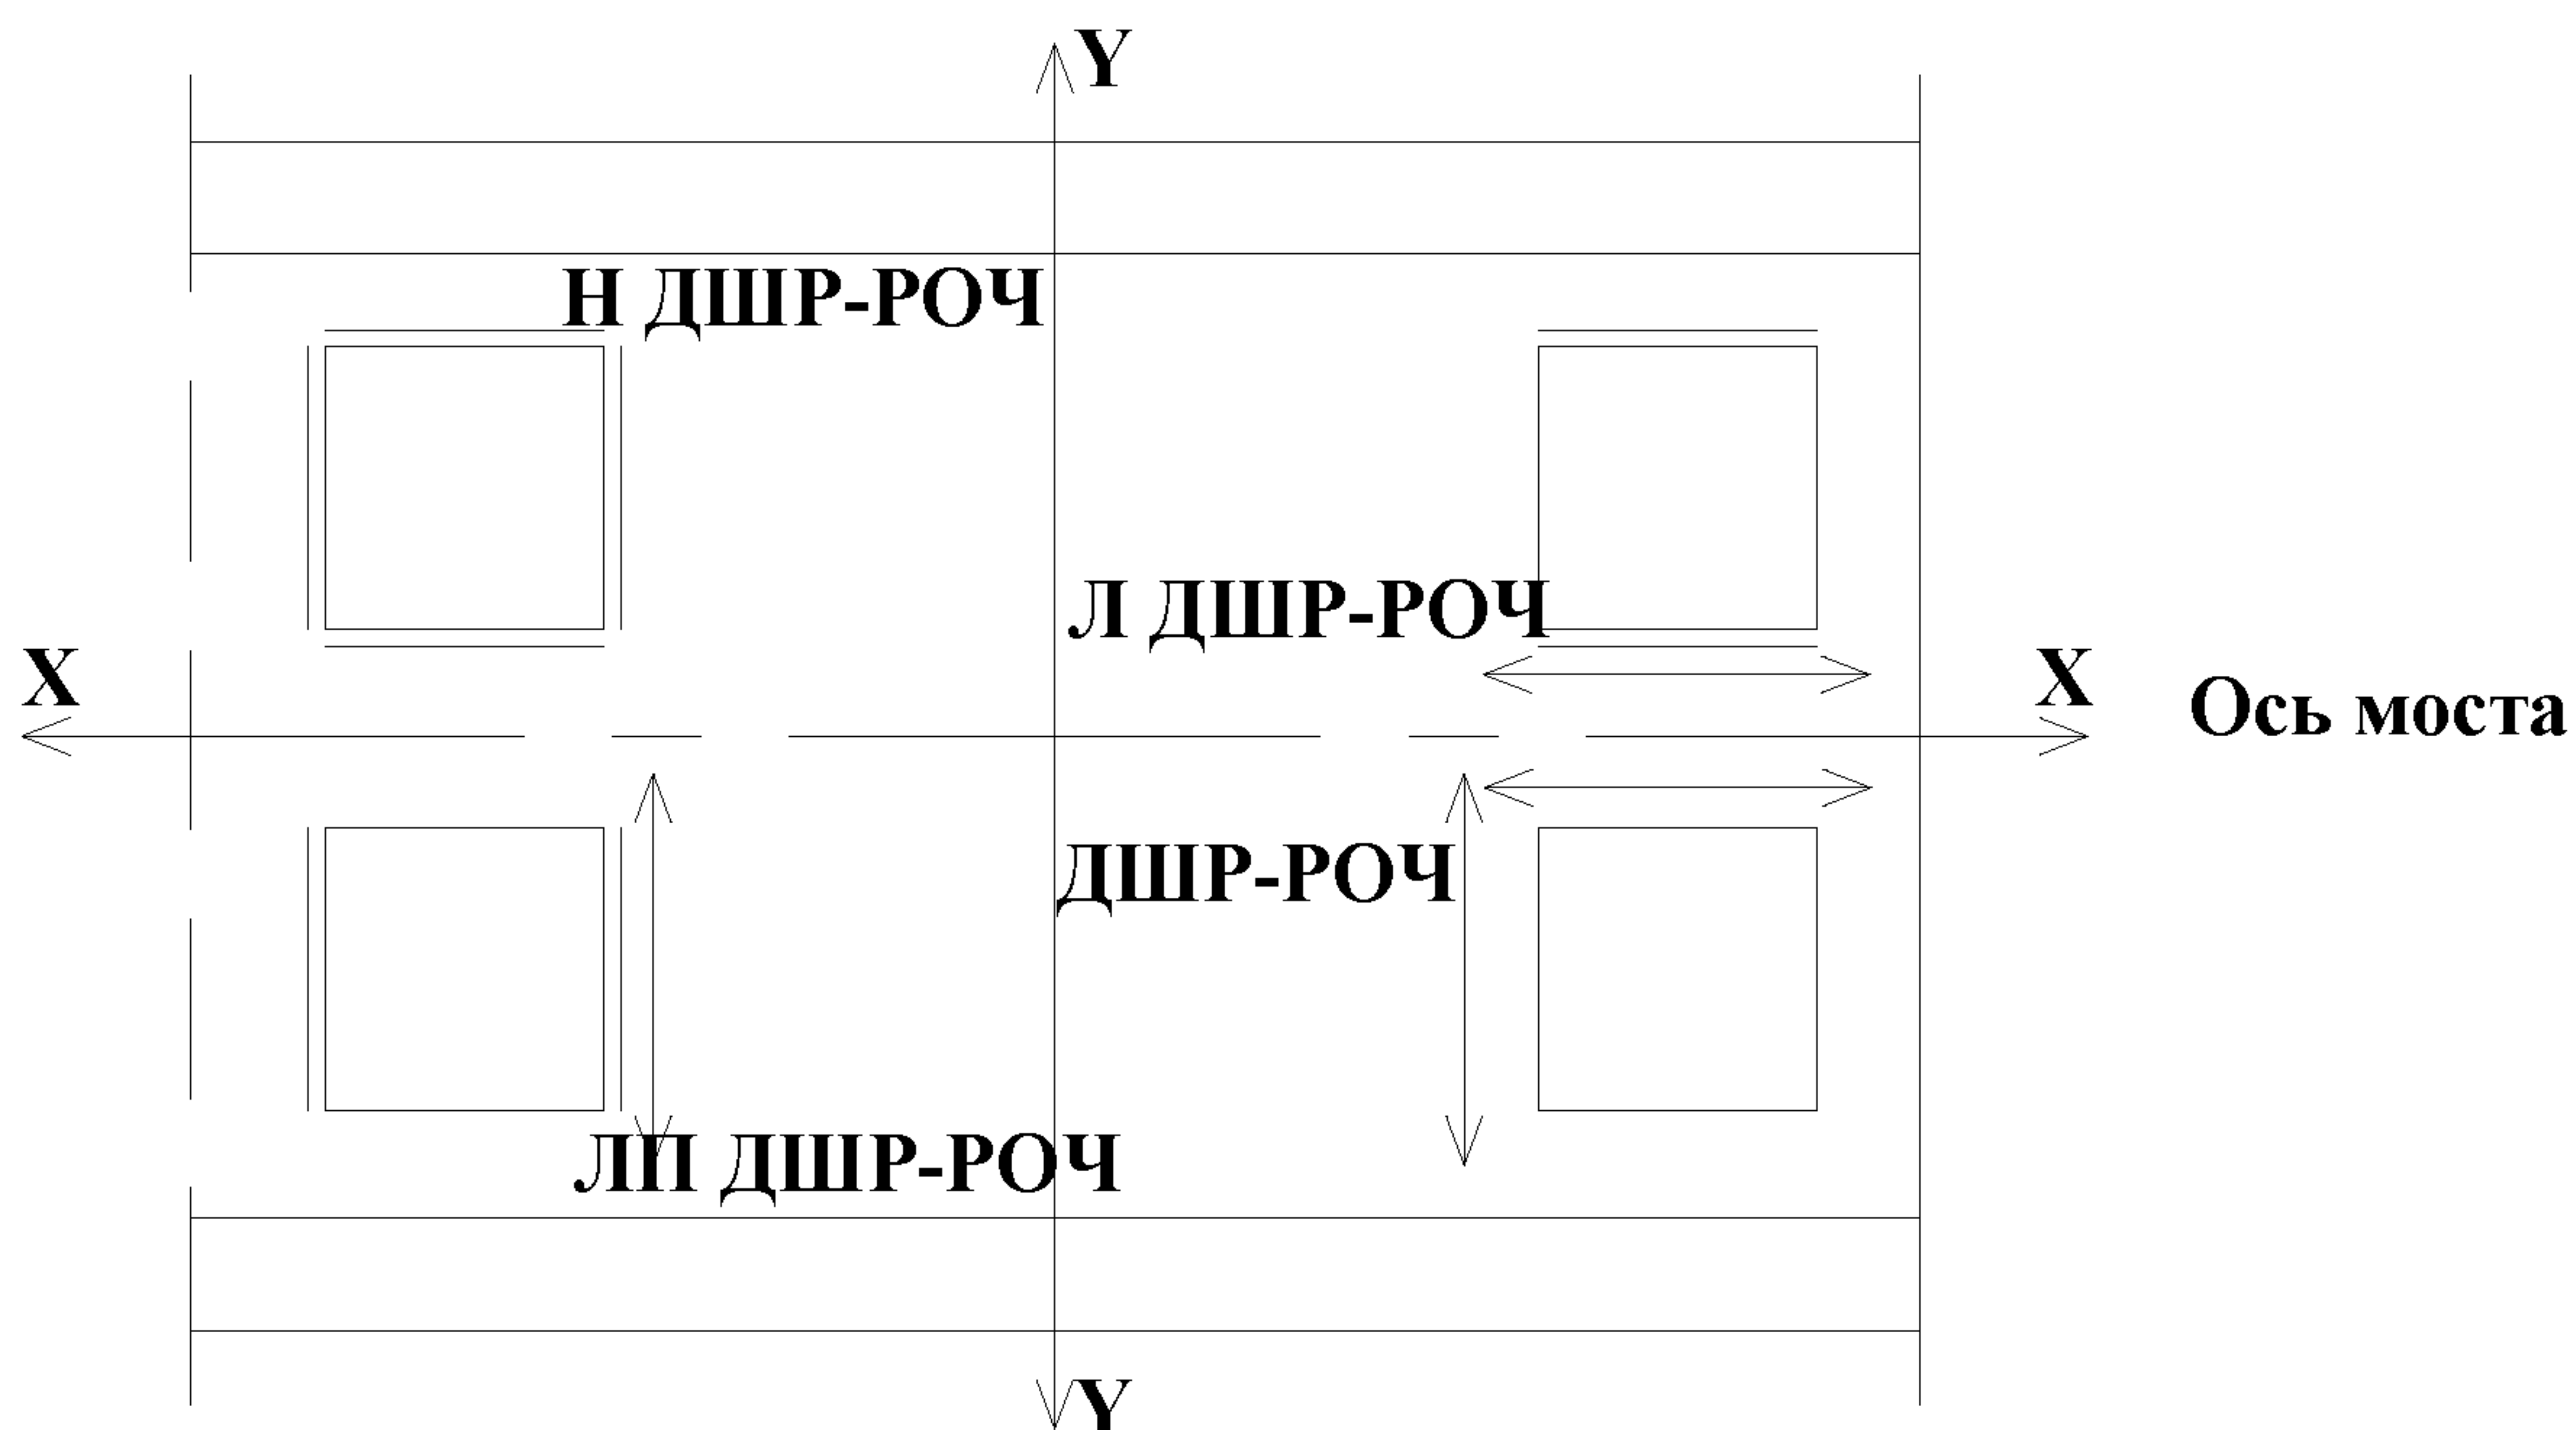 Y
Н ДШР-РОЧ
Л ДШР-РОЧ
X
X
Ось моста
ДШР-РОЧ
ЛП ДШР-РОЧ
Y